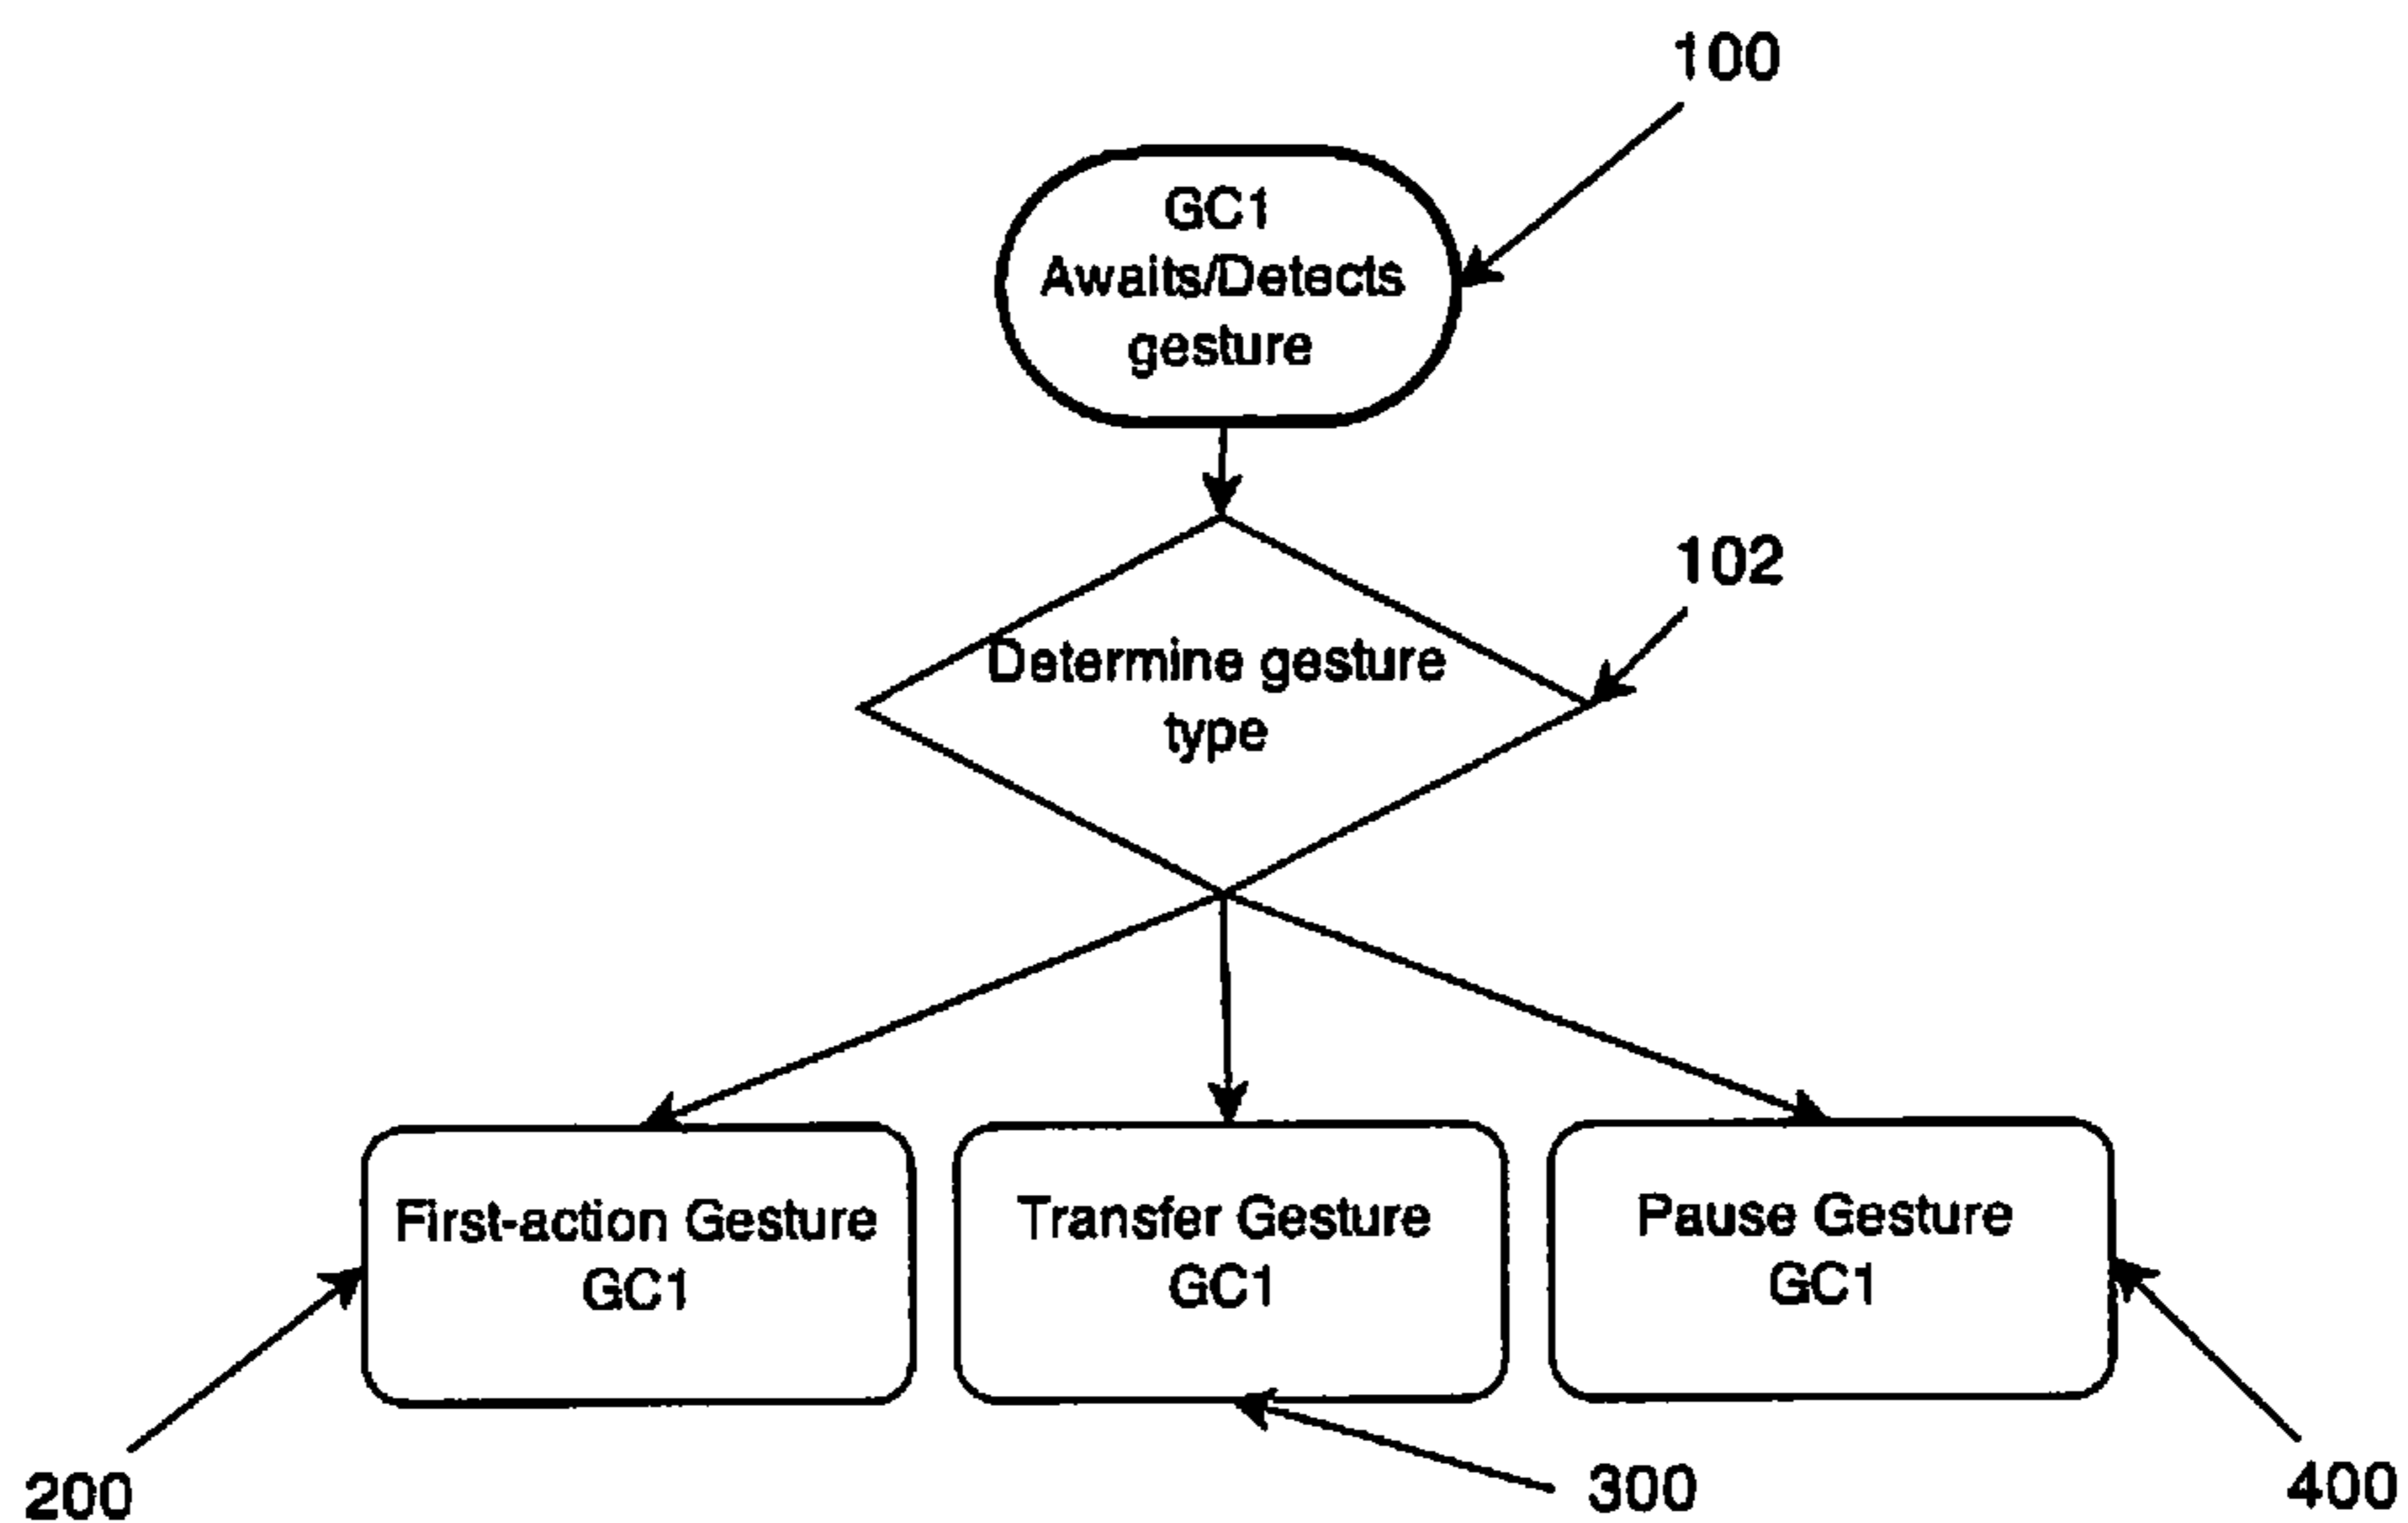 100
GC1
Awaits/Detects
gesture
102
Determine gesture
type
First-action Gesture
GC1
Transfer Gesture
GC1
Pause Gesture
GC1
200
300
400